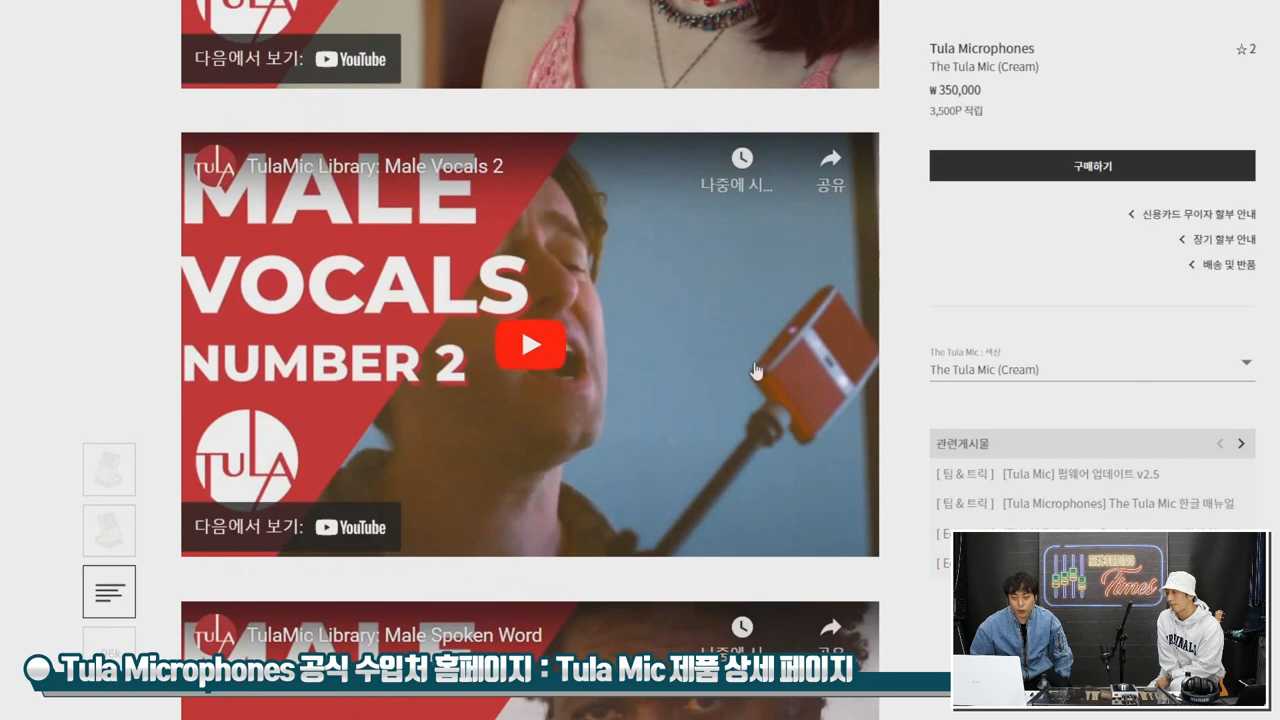 TULA
다음에서 보기: YouTube
TulaMic Library: Male Vocals 2
TULA
나중에 시...
공유
MALE
VOCALS
NUMBER 2
TULA
다음에서 보기: YouTube
TULA
TulaMic Library: Male Spoken Word
Tula Microphones
☆ 2
The Tula Mic (Cream)
₩ 350,000
3,500P 적립
구매하기
신용카드 무이자 할부 안내
장기 할부 안내
배송 및 반품
The Tula Mic : 색상
The Tula Mic (Cream)
관련게시물
[ 팁 & 트릭 ] [Tula Mic] 펌웨어 업데이트 v2.5
[ 팁 & 트릭 ] [Tula Microphones] The Tula Mic 한글 매뉴얼
RECORDING
Times
Tula Microphones 공식 수입처 홈페이지 : Tula Mic 제품 상세 페이지